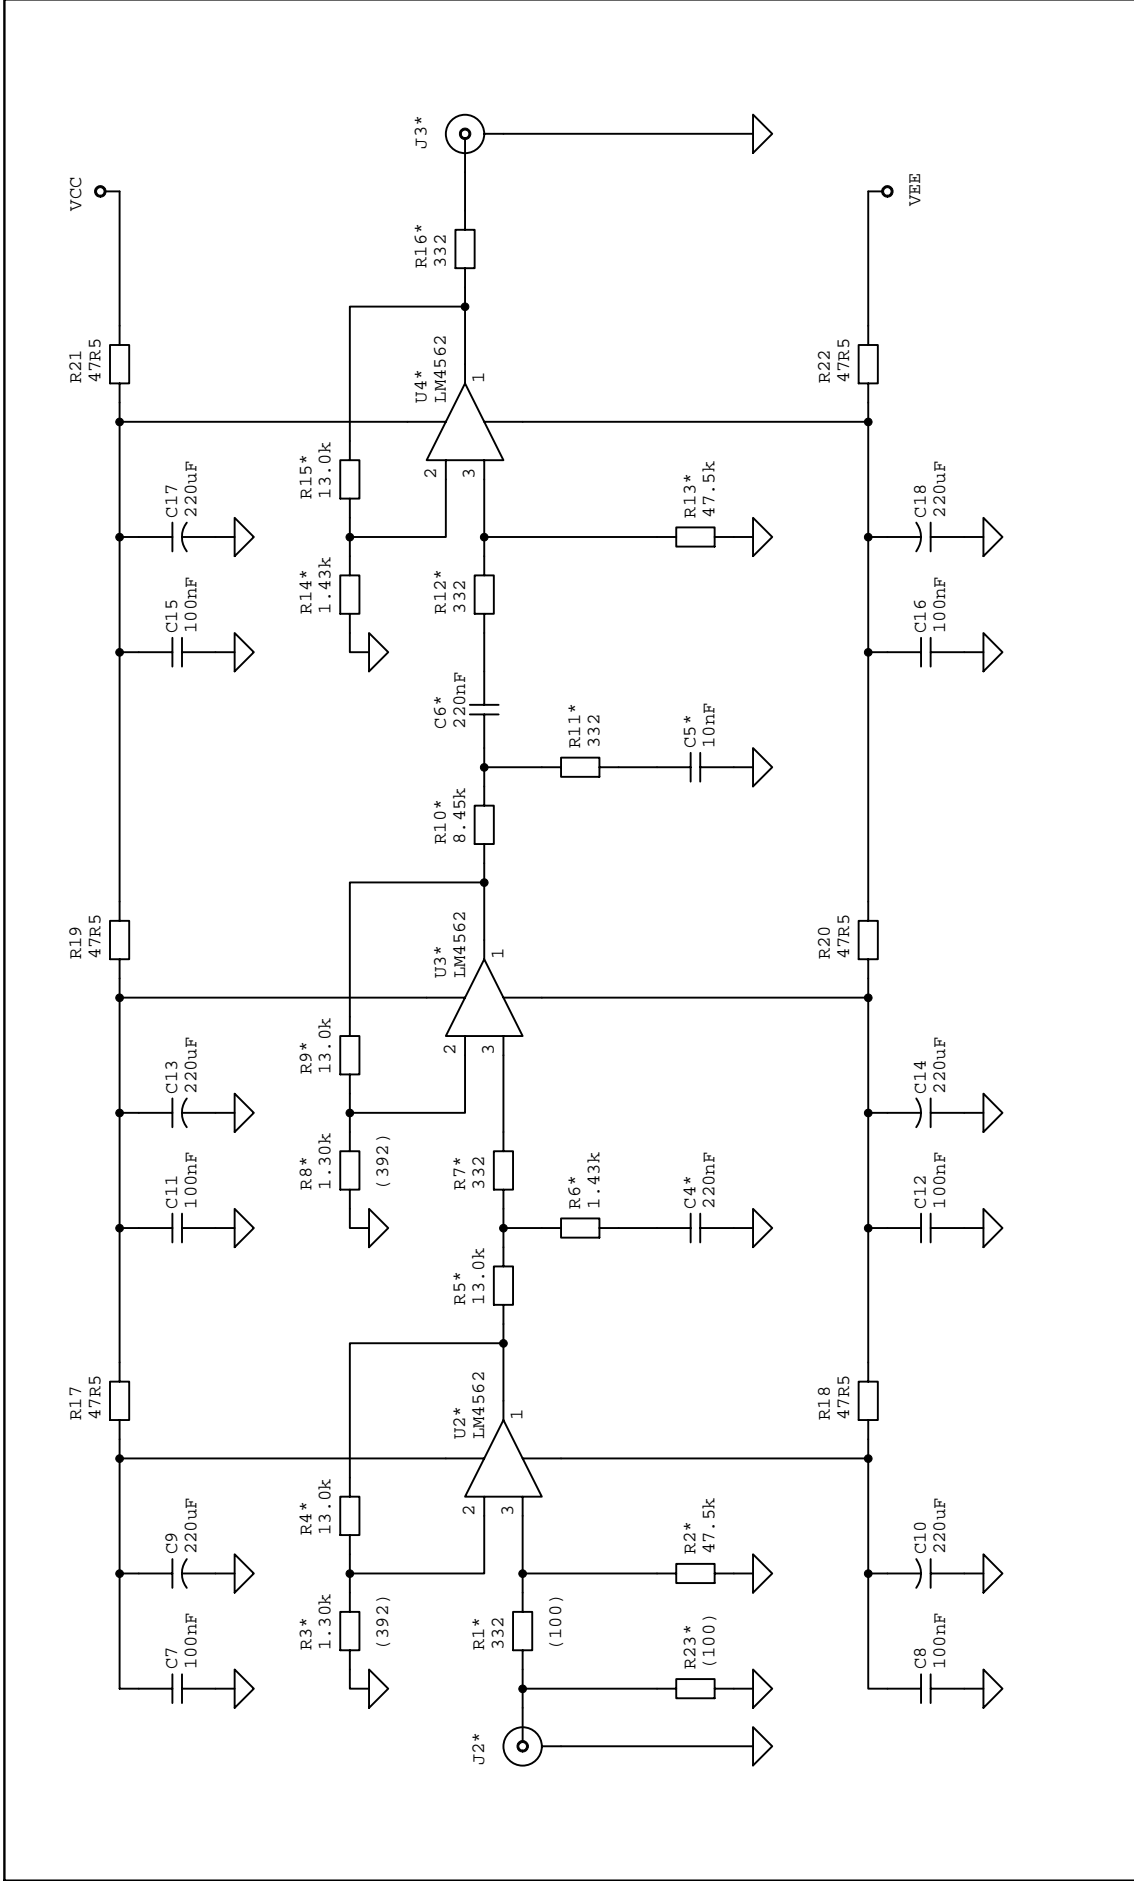 VCC
R21
47R5
C17
220uF
C15
100nF
R19
47R5
C13
220uF
C11
100nF
R17
47R5
C9
220uF
C7
100nF
J3*
R16*
332
U4*
LM4562
1
2
3
R15*
13.0k
R14*
1.43k
R12*
332
R13*
47.5k
C6*
220nF
R11*
332
C5*
10nF
R10*
8.45k
U3*
LM4562
1
2
3
R9*
13.0k
R8*
1.30k
(392)
R7*
332
R6*
1.43k
C4*
220nF
R5*
13.0k
U2*
LM4562
1
2
3
R4*
13.0k
R3*
1.30k
(392)
R1*
332
(100)
R2*
47.5k
R23*
(100)
J2*
VEE
R22
47R5
C18
220uF
C16
100nF
R20
47R5
C14
220uF
C12
100nF
R18
47R5
C10
220uF
C8
100nF